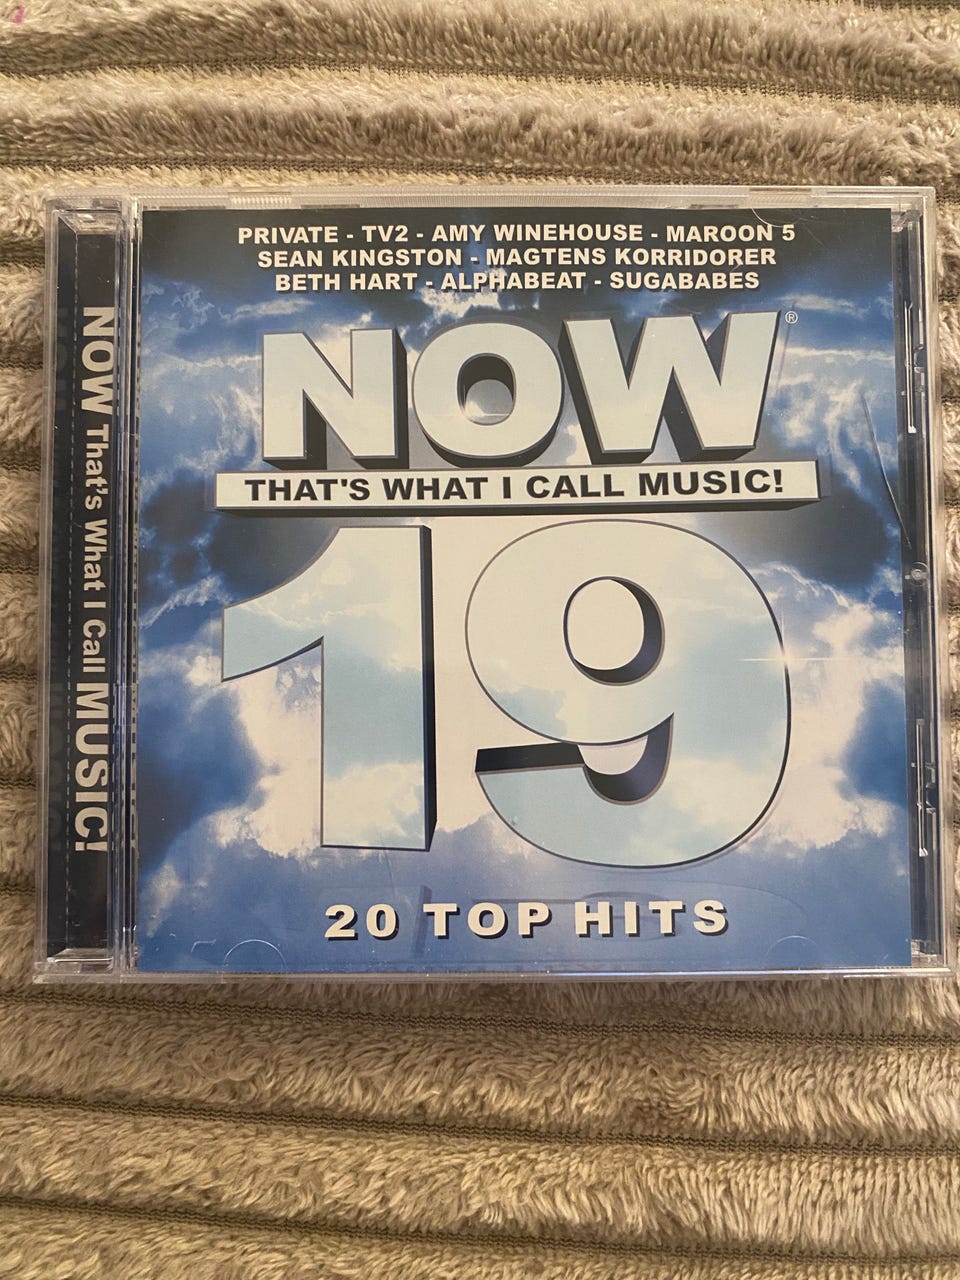 PRIVATE - TV2 - AMY WINEHOUSE - MAROON 5
SEAN KINGSTON - MAGTENS KORRIDORER
BETH HART - ALPHABEAT - SUGABABES
NOW®
THAT'S WHAT I CALL MUSIC!
19
20 TOP HITS
NOW That's What I Call MUSIC!